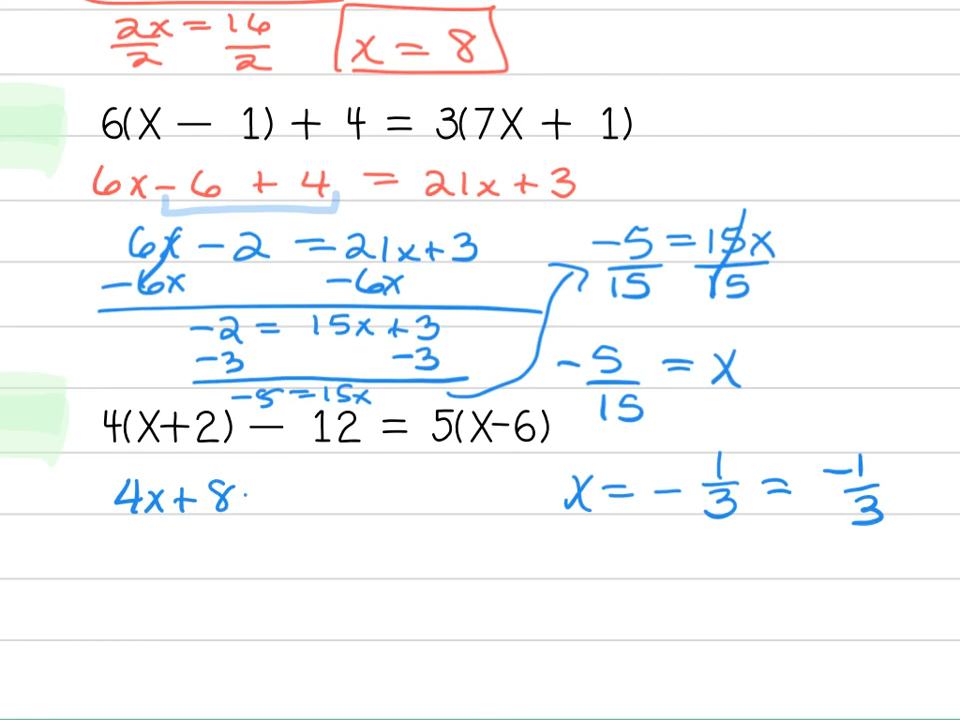 2x/2 = 16/2 x = 8
6(X − 1) + 4 = 3(7X + 1)
6x - 6 + 4 = 21x + 3
6x - 2 = 21x + 3
-6x -6x
-2 = 15x + 3
-3 -3
-5 = 15x
-5/15 = 15x/15
-5/15 = x
x = -1/3 = -1/3
4(X+2) − 12 = 5(X-6)
4x + 8